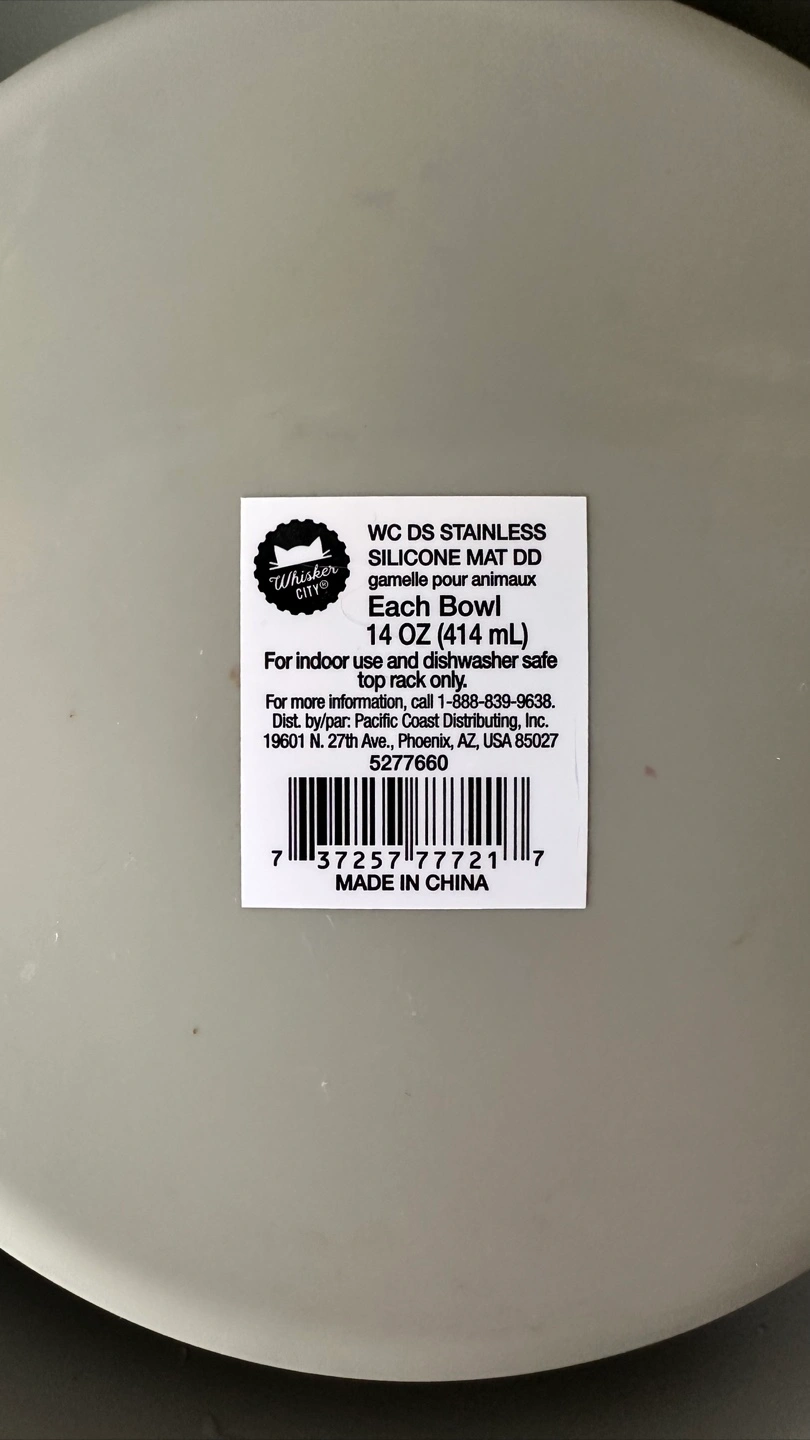 Whisker
CITY®
WC DS STAINLESS
SILICONE MAT DD
gamelle pour animaux
Each Bowl
14 OZ (414 mL)
For indoor use and dishwasher safe
top rack only.
For more information, call 1-888-839-9638.
Dist. by/par: Pacific Coast Distributing, Inc.
19601 N. 27th Ave., Phoenix, AZ, USA 85027
5277660
7 37257 77721 7
MADE IN CHINA